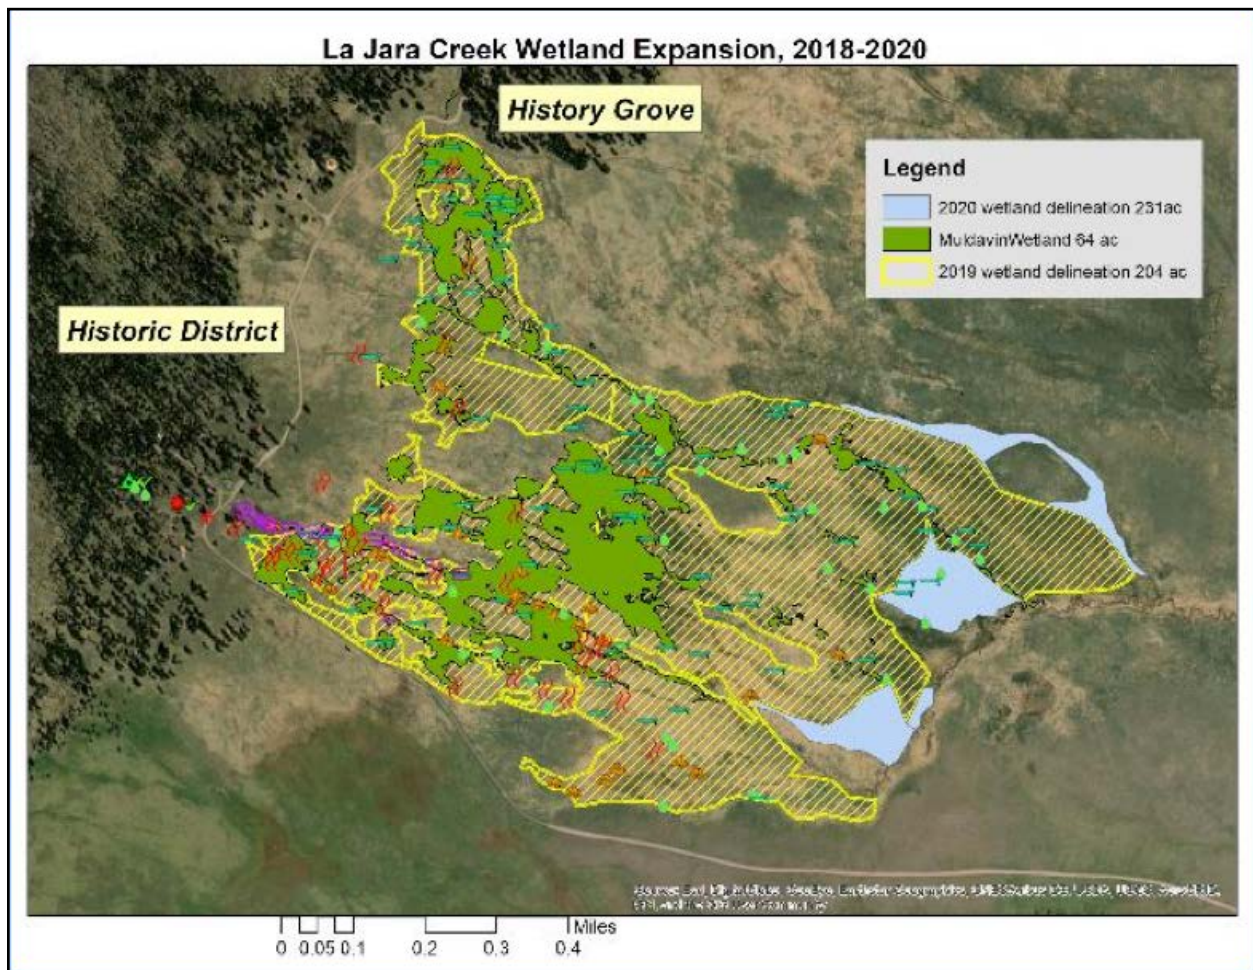 La Jara Creek Wetland Expansion, 2018-2020
History Grove
Legend
2020 wetland delineation 231ac
MuldavinWetland 64 ac
2019 wetland delineation 204 ac
Historic District
Miles
0 0.05 0.1 0.2 0.3 0.4